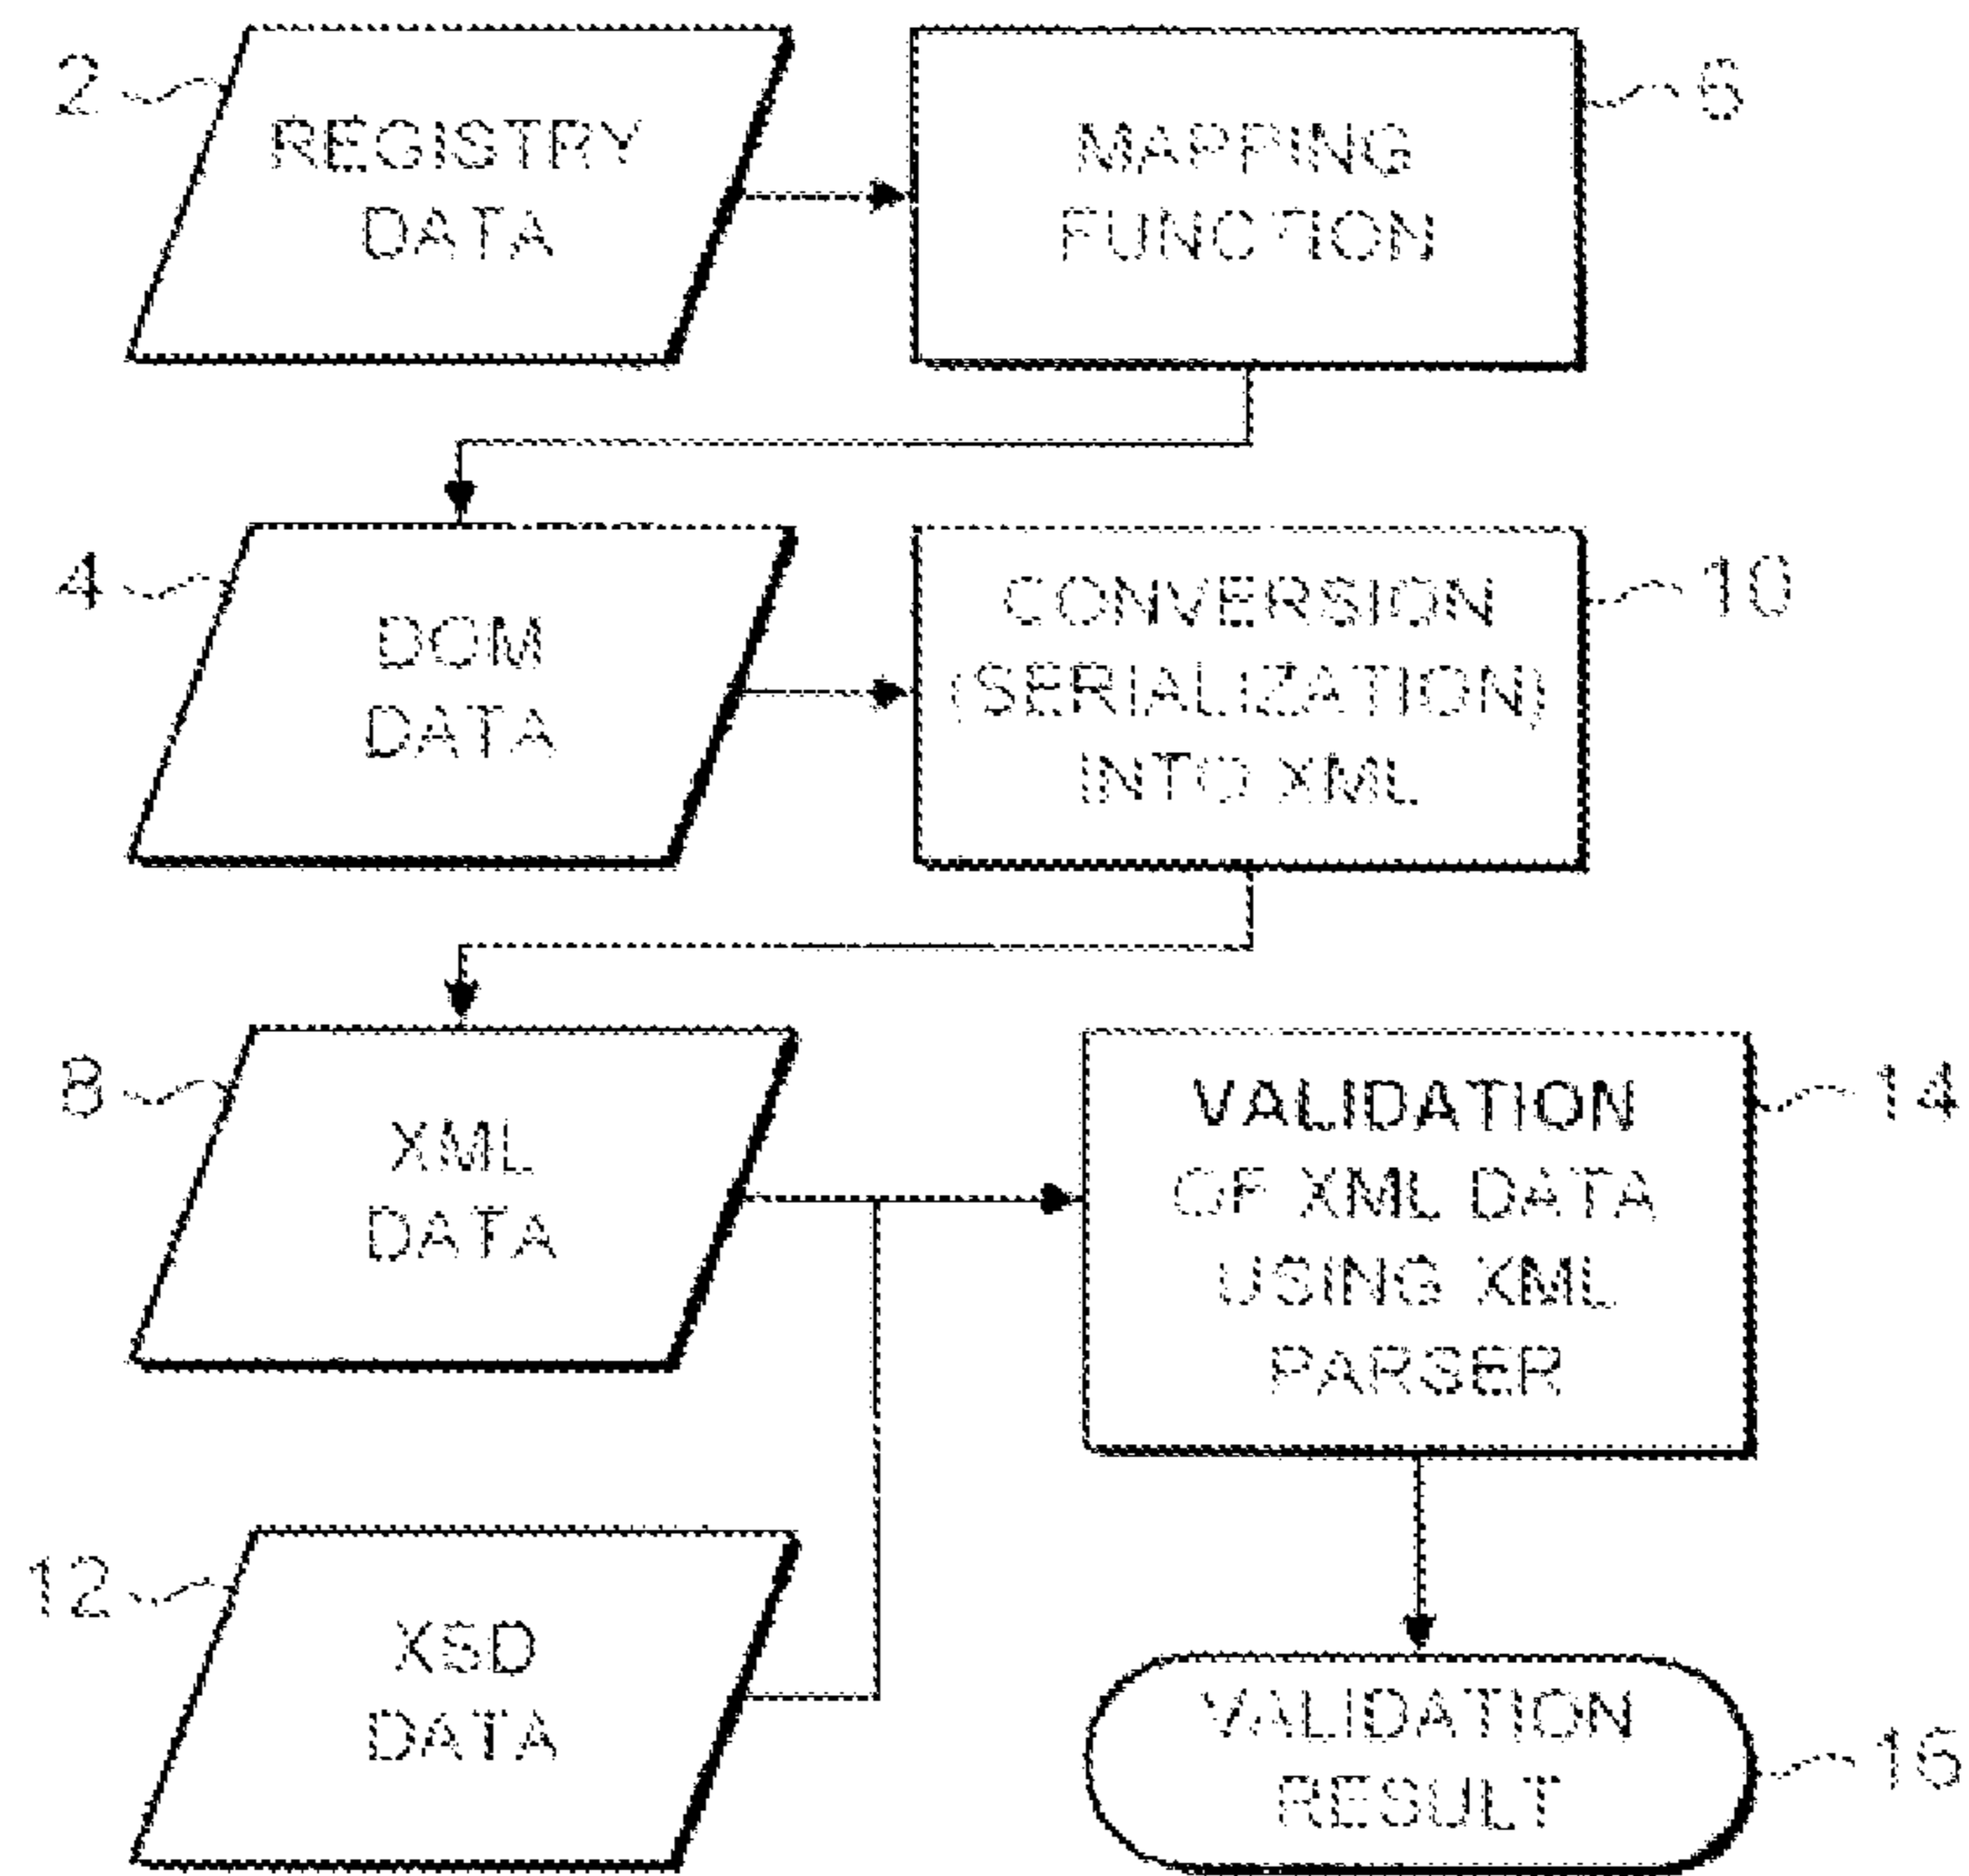 2
REGISTRY
DATA
MAPPING
FUNCTION
6
4
DOM
DATA
CONVERSION
(SERIALIZATION)
INTO XML
10
8
XML
DATA
VALIDATION
OF XML DATA
USING XML
PARSER
14
12
XSD
DATA
VALIDATION
RESULT
16